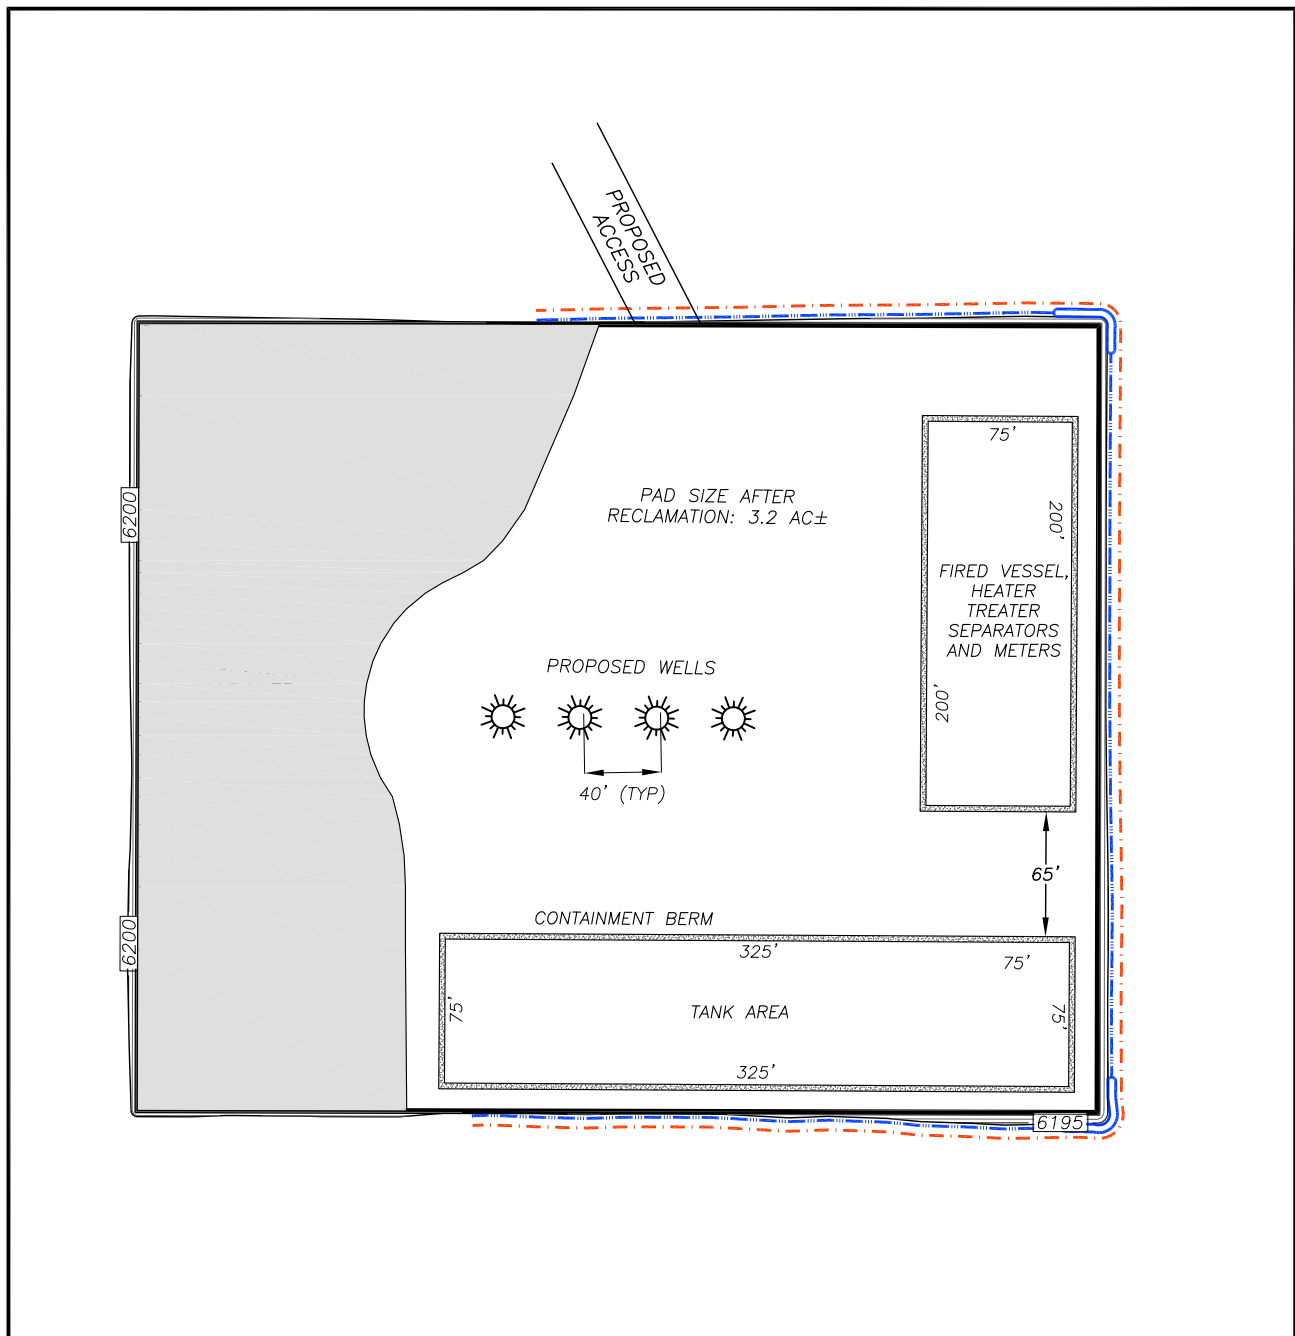 PROPOSED
ACCESS
75'
6200
PAD SIZE AFTER
RECLAMATION: 3.2 AC±
200'
FIRED VESSEL,
HEATER
TREATER
SEPARATORS
AND METERS
PROPOSED WELLS
200'
40' (TYP)
65'
6200
CONTAINMENT BERM
325'
75'
75'
TANK AREA
75'
325'
6195